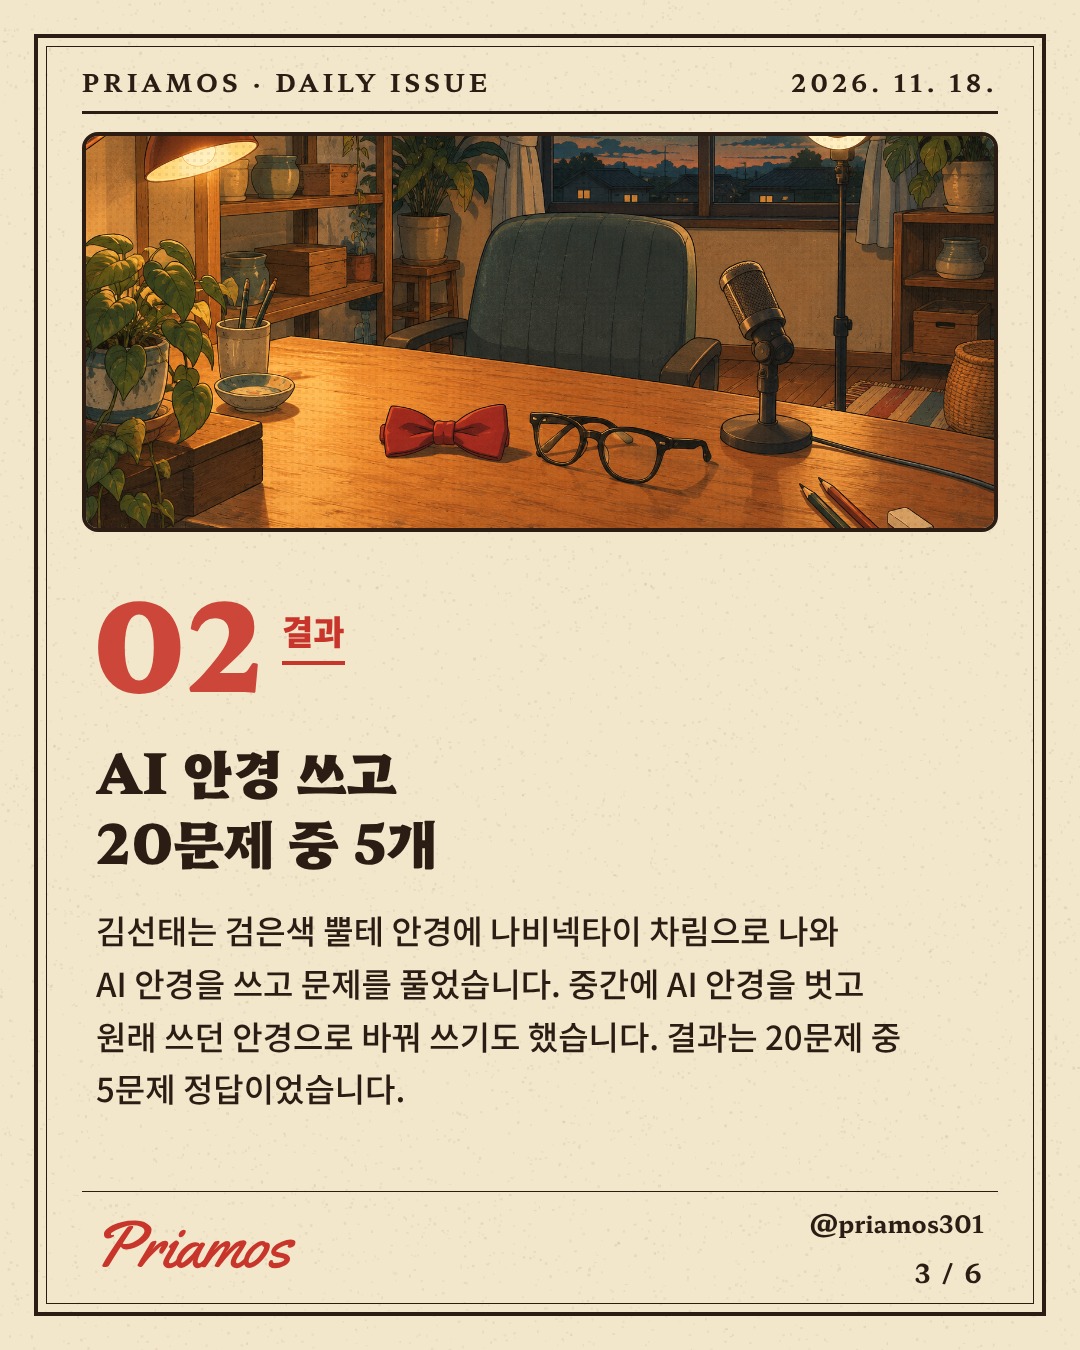 PRIAMOS · DAILY ISSUE
2026. 11. 18.
02
결과
AI 안경 쓰고
20문제 중 5개
김선태는 검은색 뿔테 안경에 나비넥타이 차림으로 나와
AI 안경을 쓰고 문제를 풀었습니다. 중간에 AI 안경을 벗고
원래 쓰던 안경으로 바꿔 쓰기도 했습니다. 결과는 20문제 중
5문제 정답이었습니다.
Priamos
@priamos301
3 / 6